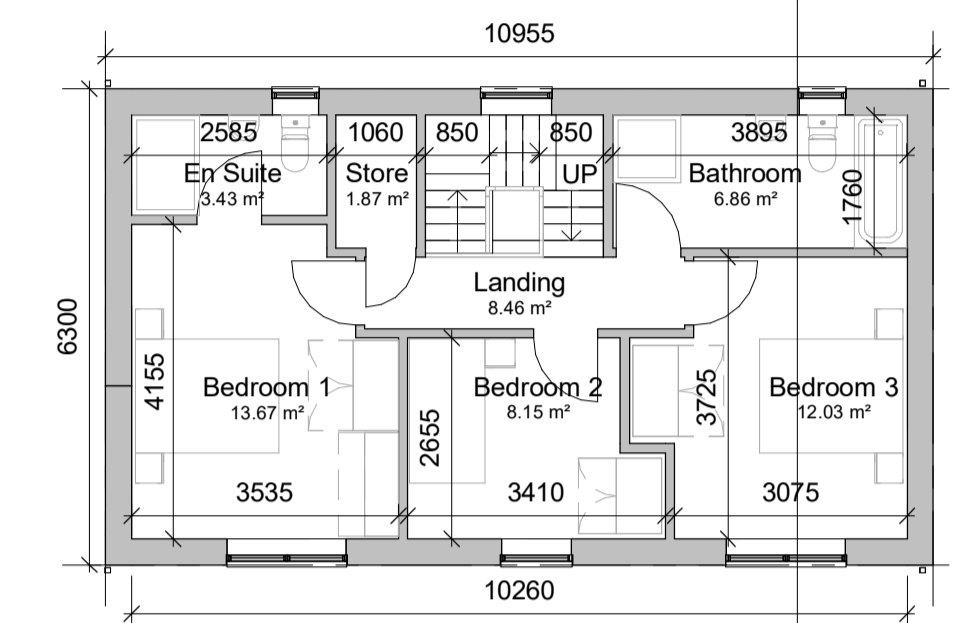 10955
2585
1060
850
850
3895
En Suite
3.43 m²
Store
1.87 m²
UP
Bathroom
6.86 m²
1760
Landing
8.46 m²
6300
4155
Bedroom 1
13.67 m²
Bedroom 2
8.15 m²
2655
3725
Bedroom 3
12.03 m²
3535
3410
3075
10260